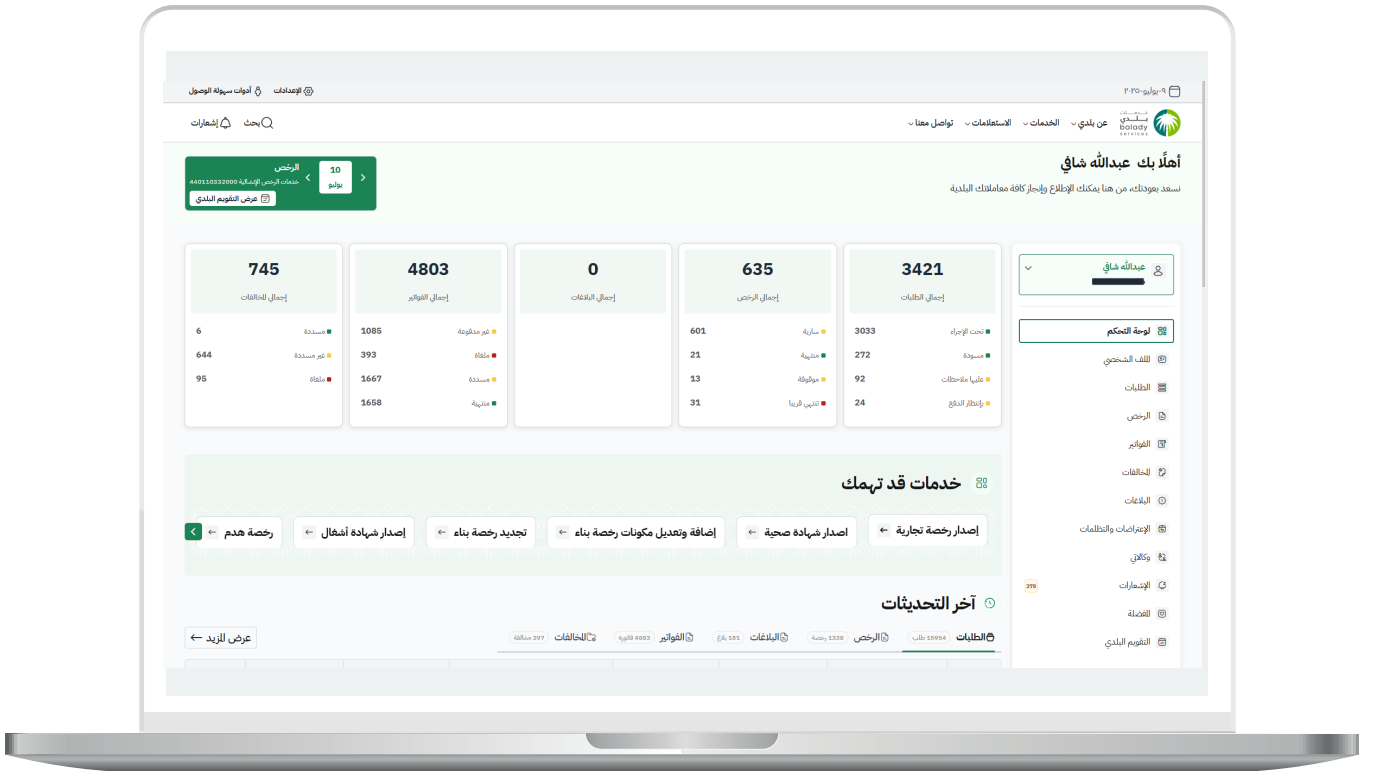 ٩-يوليو-٢٠٢٥
الإعدادات
أدوات سهولة الوصول
خدمات
بلدي
balady
services
عن بلدي
الخدمات
الاستعلامات
تواصل معنا
بحث
إشعارات
أهلًا بك عبدالله شافي
نسعد بعودتك، من هنا يمكنك الإطلاع وإنجاز كافة معاملاتك البلدية
10
يوليو
الرخص
خدمات الرخص الإنشائية 440110332000
عرض التقويم البلدي
عبدالله شافي
لوحة التحكم
الملف الشخصي
الطلبات
الرخص
الفواتير
المخالفات
البلاغات
الإعتراضات والتظلمات
وكالاتي
الإشعارات
378
المفضلة
التقويم البلدي
3421
إجمالي الطلبات
تحت الإجراء 3033
مسودة 272
عليها ملاحظات 92
بإنتظار الدفع 24
635
إجمالي الرخص
سارية 601
منتهية 21
موقوفة 13
تنتهي قريبا 31
0
إجمالي البلاغات
4803
إجمالي الفواتير
غير مدفوعة 1085
ملغاة 393
مسددة 1667
منتهية 1658
745
إجمالي المخالفات
مسددة 6
غير مسددة 644
ملغاة 95
خدمات قد تهمك
إصدار رخصة تجارية
اصدار شهادة صحية
إضافة وتعديل مكونات رخصة بناء
تجديد رخصة بناء
إصدار شهادة أشغال
رخصة هدم
آخر التحديثات
الطلبات 15954 طلب
الرخص 1338 رخصة
البلاغات 181 بلاغ
الفواتير 4803 فاتورة
المخالفات 297 مخالفة
عرض المزيد